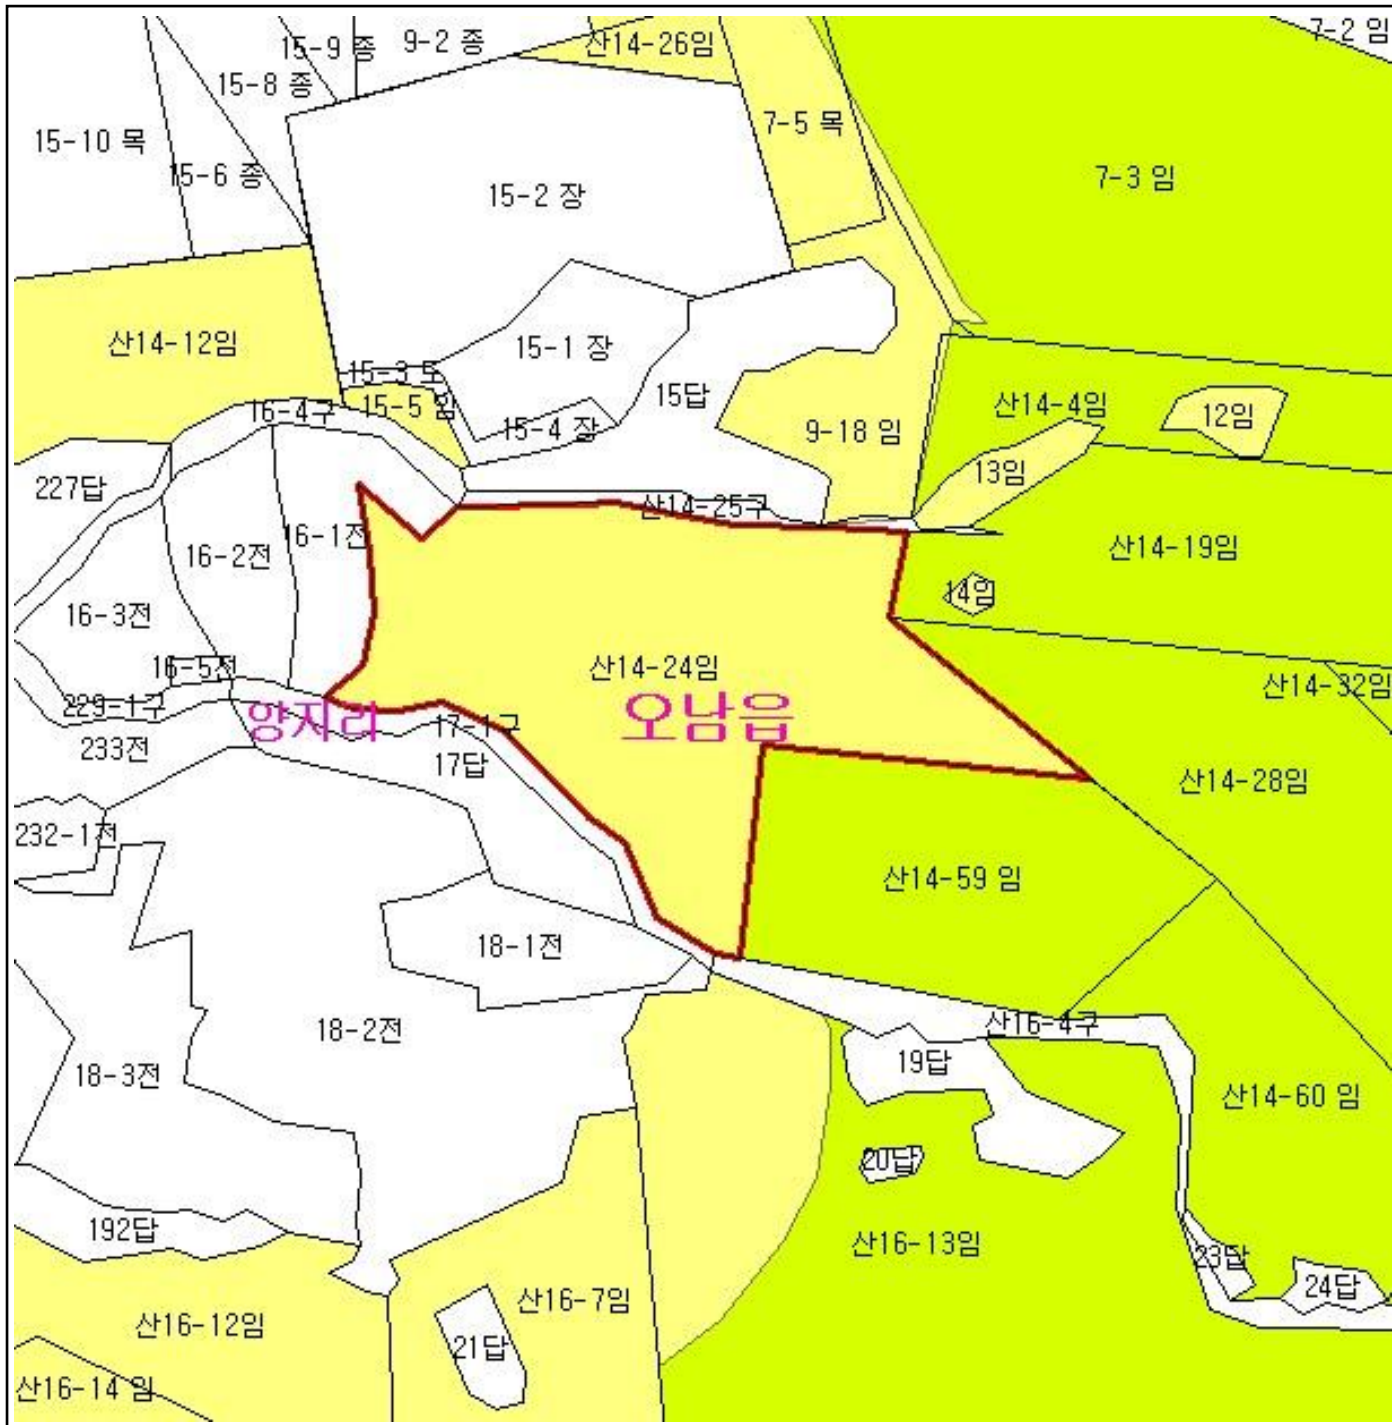 15-9 종
9-2 종
산14-26임
7-2 임
15-8 종
15-10 목
7-5 목
15-6 종
7-3 임
15-2 장
산14-12임
15-1 장
15-3 도
15답
15-5 임
산14-4임
16-4구
12임
15-4 장
9-18 임
13임
227답
산14-25구
16-1전
산14-19임
16-2전
14임
16-3전
16-5전
산14-24임
산14-32임
229-1구
양지리
오남읍
17-1구
233전
17답
산14-28임
232-1전
산14-59 임
18-1전
18-2전
산16-4구
19답
18-3전
산14-60 임
20답
192답
산16-13임
23답
24답
산16-7임
산16-12임
21답
산16-14 임